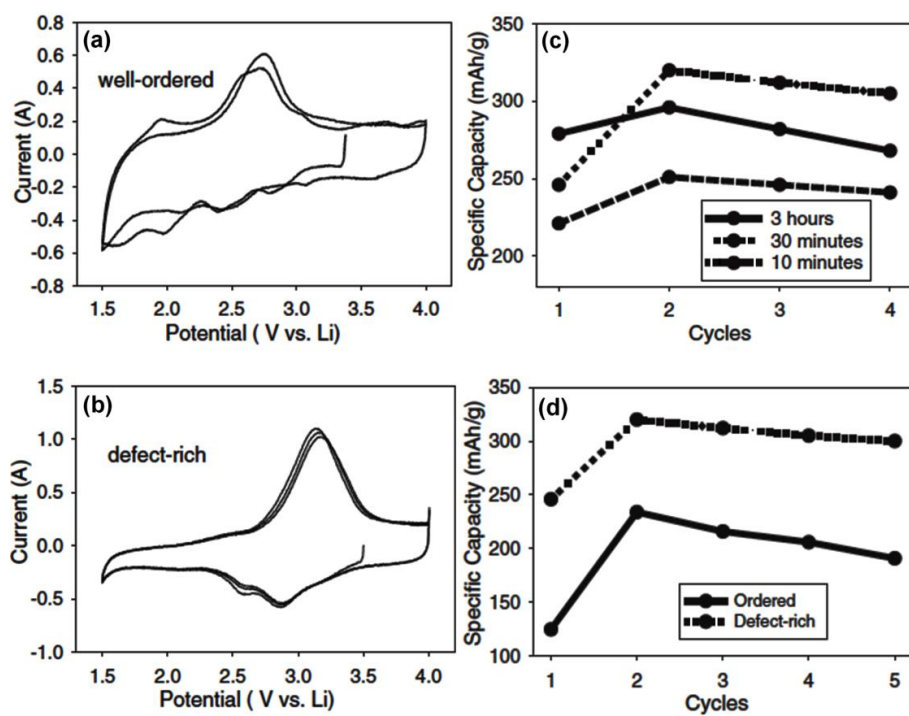 (a)
well-ordered
Current (A)
0.8
0.6
0.4
0.2
0.0
-0.2
-0.4
-0.6
-0.8
1.5 2.0 2.5 3.0 3.5 4.0
Potential ( V vs. Li)
(c)
Specific Capacity (mAh/g)
350
300
250
200
3 hours
30 minutes
10 minutes
1 2 3 4
Cycles
(b)
defect-rich
Current (A)
1.5
1.0
0.5
0.0
-0.5
-1.0
1.5 2.0 2.5 3.0 3.5 4.0
Potential ( V vs. Li)
(d)
Specific Capacity (mAh/g)
350
300
250
200
150
100
Ordered
Defect-rich
1 2 3 4 5
Cycles